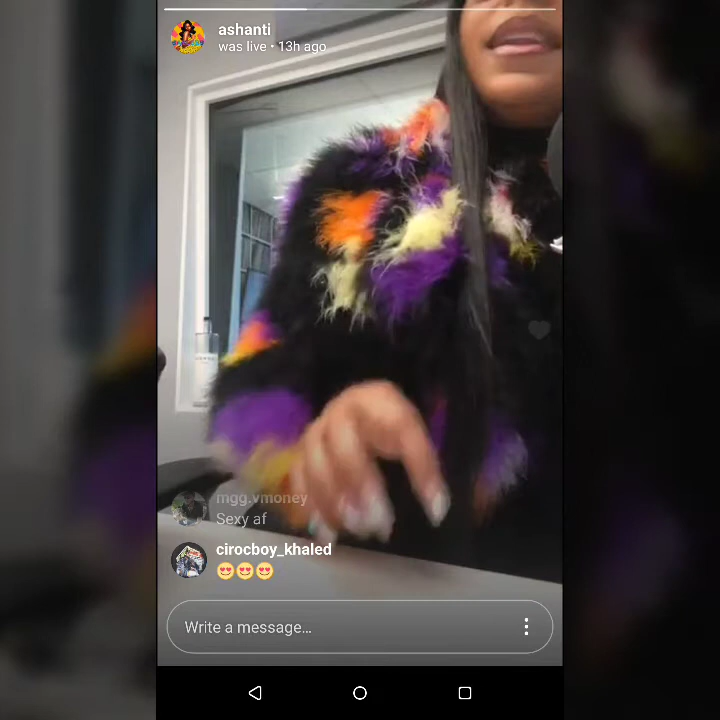 ashanti
was live • 13h ago
mgg.vmoney
Sexy af
cirocboy_khaled
😍😍😍
Write a message...